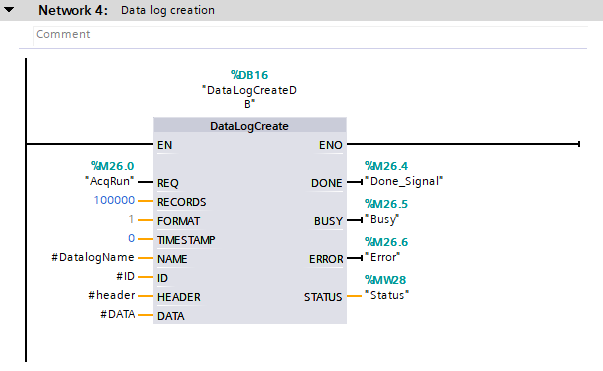 Network 4: Data log creation
Comment
%DB16
"DataLogCreateD
B"
DataLogCreate
EN ENO
%M26.0 %M26.4
"AcqRun" REQ DONE "Done_Signal"
100000 RECORDS %M26.5
1 FORMAT BUSY "Busy"
0 TIMESTAMP %M26.6
#DatalogName NAME ERROR "Error"
#ID ID %MW28
#header HEADER STATUS "Status"
#DATA DATA